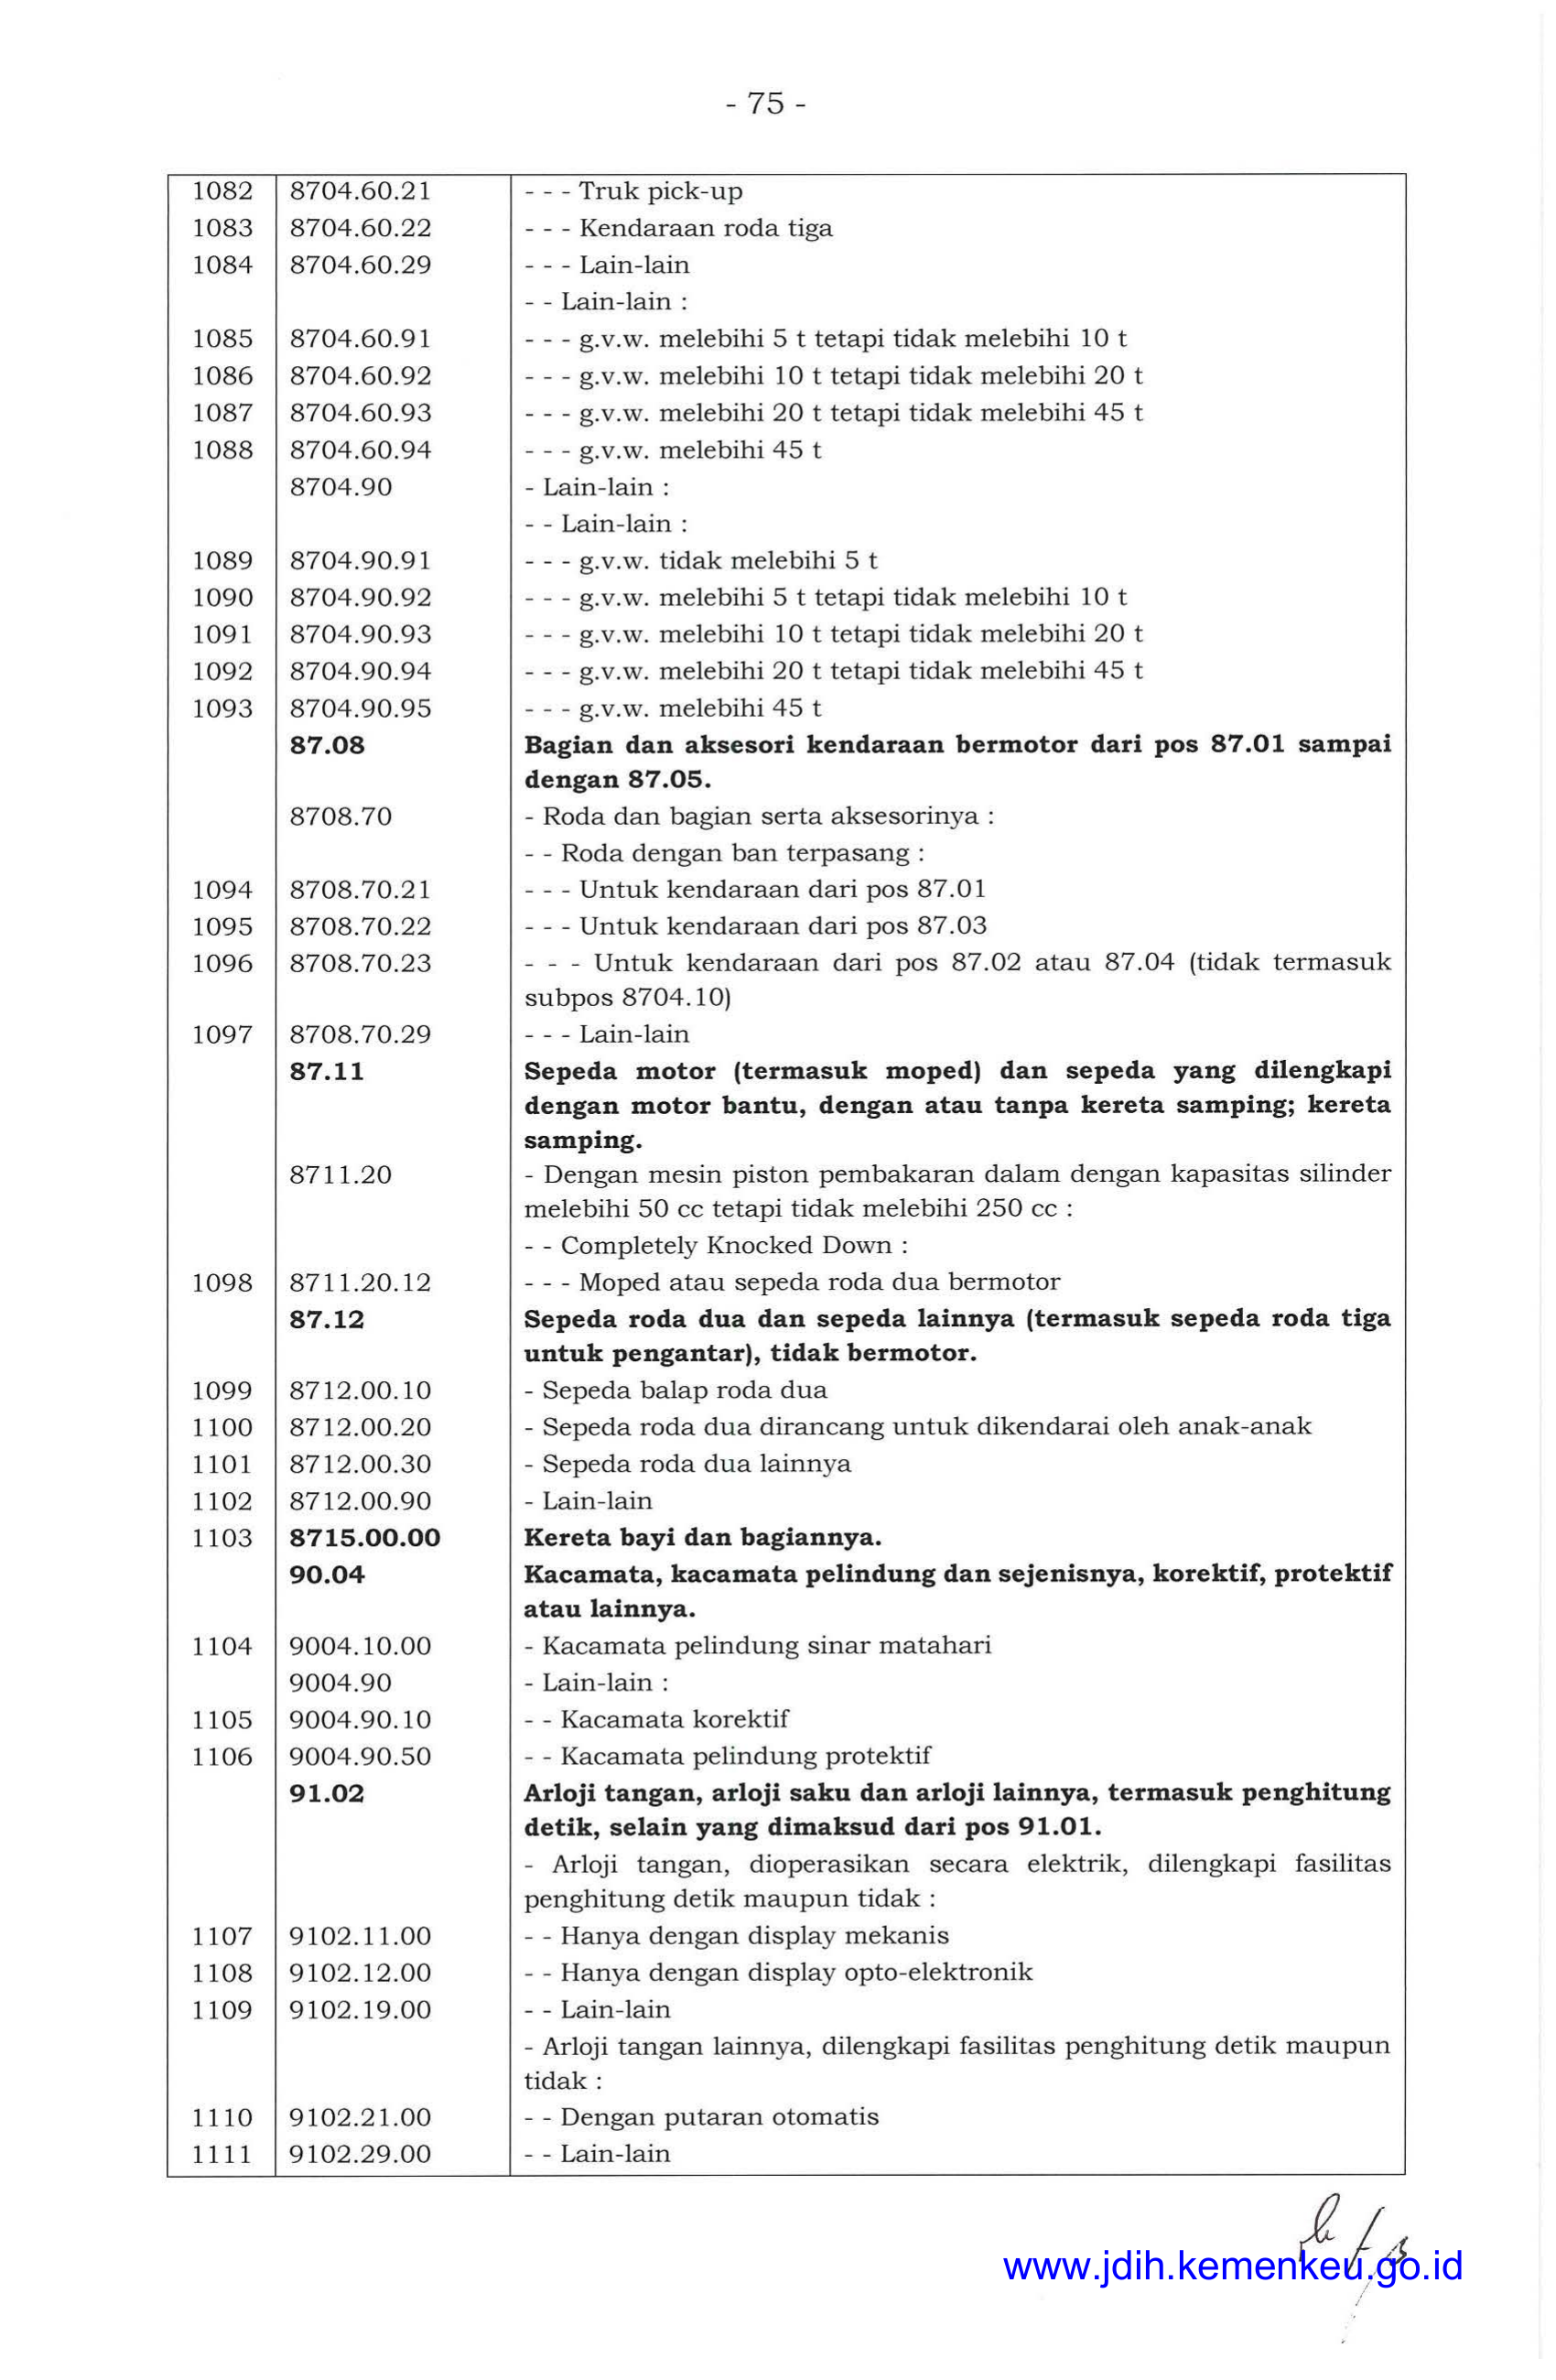 - 75 -
1082 8704.60.21 - - - Truk pick-up
1083 8704.60.22 - - - Kendaraan roda tiga
1084 8704.60.29 - - - Lain-lain
- - Lain-lain :
1085 8704.60.91 - - - g.v.w. melebihi 5 t tetapi tidak melebihi 10 t
1086 8704.60.92 - - - g.v.w. melebihi 10 t tetapi tidak melebihi 20 t
1087 8704.60.93 - - - g.v.w. melebihi 20 t tetapi tidak melebihi 45 t
1088 8704.60.94 - - - g.v.w. melebihi 45 t
8704.90 - Lain-lain :
- - Lain-lain :
1089 8704.90.91 - - - g.v.w. tidak melebihi 5 t
1090 8704.90.92 - - - g.v.w. melebihi 5 t tetapi tidak melebihi 10 t
1091 8704.90.93 - - - g.v.w. melebihi 10 t tetapi tidak melebihi 20 t
1092 8704.90.94 - - - g.v.w. melebihi 20 t tetapi tidak melebihi 45 t
1093 8704.90.95 - - - g.v.w. melebihi 45 t
87.08 Bagian dan aksesori kendaraan bermotor dari pos 87.01 sampai
dengan 87.05.
8708.70 - Roda dan bagian serta aksesorinya :
- - Roda dengan ban terpasang :
1094 8708.70.21 - - - Untuk kendaraan dari pos 87.01
1095 8708.70.22 - - - Untuk kendaraan dari pos 87.03
1096 8708.70.23 - - - Untuk kendaraan dari pos 87.02 atau 87.04 (tidak termasuk
subpos 8704.10)
1097 8708.70.29 - - - Lain-lain
87.11 Sepeda motor (termasuk moped) dan sepeda yang dilengkapi
dengan motor bantu, dengan atau tanpa kereta samping; kereta
samping.
8711.20 - Dengan mesin piston pembakaran dalam dengan kapasitas silinder
melebihi 50 cc tetapi tidak melebihi 250 cc :
- - Completely Knocked Down :
1098 8711.20.12 - - - Moped atau sepeda roda dua bermotor
87.12 Sepeda roda dua dan sepeda lainnya (termasuk sepeda roda tiga
untuk pengantar), tidak bermotor.
1099 8712.00.10 - Sepeda balap roda dua
1100 8712.00.20 - Sepeda roda dua dirancang untuk dikendarai oleh anak-anak
1101 8712.00.30 - Sepeda roda dua lainnya
1102 8712.00.90 - Lain-lain
1103 8715.00.00 Kereta bayi dan bagiannya.
90.04 Kacamata, kacamata pelindung dan sejenisnya, korektif, protektif
atau lainnya.
1104 9004.10.00 - Kacamata pelindung sinar matahari
9004.90 - Lain-lain :
1105 9004.90.10 - - Kacamata korektif
1106 9004.90.50 - - Kacamata pelindung protektif
91.02 Arloji tangan, arloji saku dan arloji lainnya, termasuk penghitung
detik, selain yang dimaksud dari pos 91.01.
- Arloji tangan, dioperasikan secara elektrik, dilengkapi fasilitas
penghitung detik maupun tidak :
1107 9102.11.00 - - Hanya dengan display mekanis
1108 9102.12.00 - - Hanya dengan display opto-elektronik
1109 9102.19.00 - - Lain-lain
- Arloji tangan lainnya, dilengkapi fasilitas penghitung detik maupun
tidak :
1110 9102.21.00 - - Dengan putaran otomatis
1111 9102.29.00 - - Lain-lain
www.jdih.kemenkeu.go.id